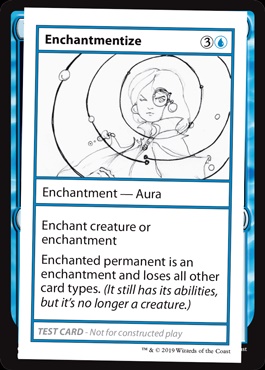 Enchantmentize 3
Enchantment — Aura
Enchant creature or
enchantment
Enchanted permanent is an
enchantment and loses all other
card types. (It still has its abilities,
but it's no longer a creature.)
TEST CARD - Not for constructed play
™ & © 2019 Wizards of the Coast